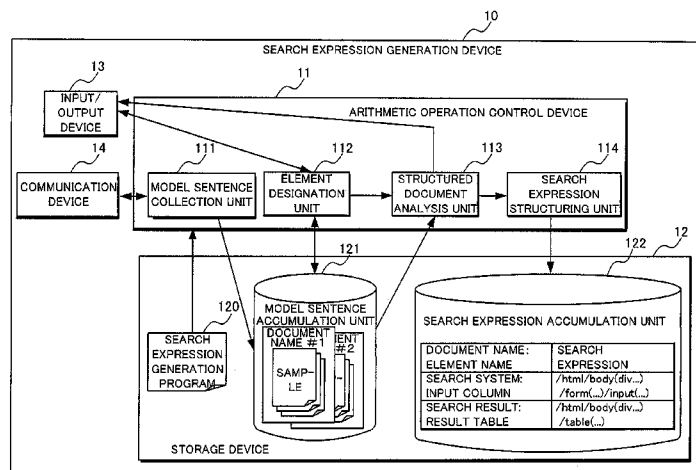 10
SEARCH EXPRESSION GENERATION DEVICE
13
INPUT/
OUTPUT
DEVICE
11
ARITHMETIC OPERATION CONTROL DEVICE
14
COMMUNICATION
DEVICE
111
MODEL SENTENCE
COLLECTION UNIT
112
ELEMENT
DESIGNATION
UNIT
113
STRUCTURED
DOCUMENT
ANALYSIS UNIT
114
SEARCH
EXPRESSION
STRUCTURING UNIT
12
120
SEARCH
EXPRESSION
GENERATION
PROGRAM
121
MODEL SENTENCE
ACCUMULATION UNIT
DOCUMENT
NAME #1
MENT
#2
SAMP-
LE
122
SEARCH EXPRESSION ACCUMULATION UNIT
DOCUMENT NAME: SEARCH
ELEMENT NAME EXPRESSION
SEARCH SYSTEM: /html/body(div...)
INPUT COLUMN /form(...)/input(...)
SEARCH RESULT: /html/body(div...)
RESULT TABLE /table(...)
STORAGE DEVICE